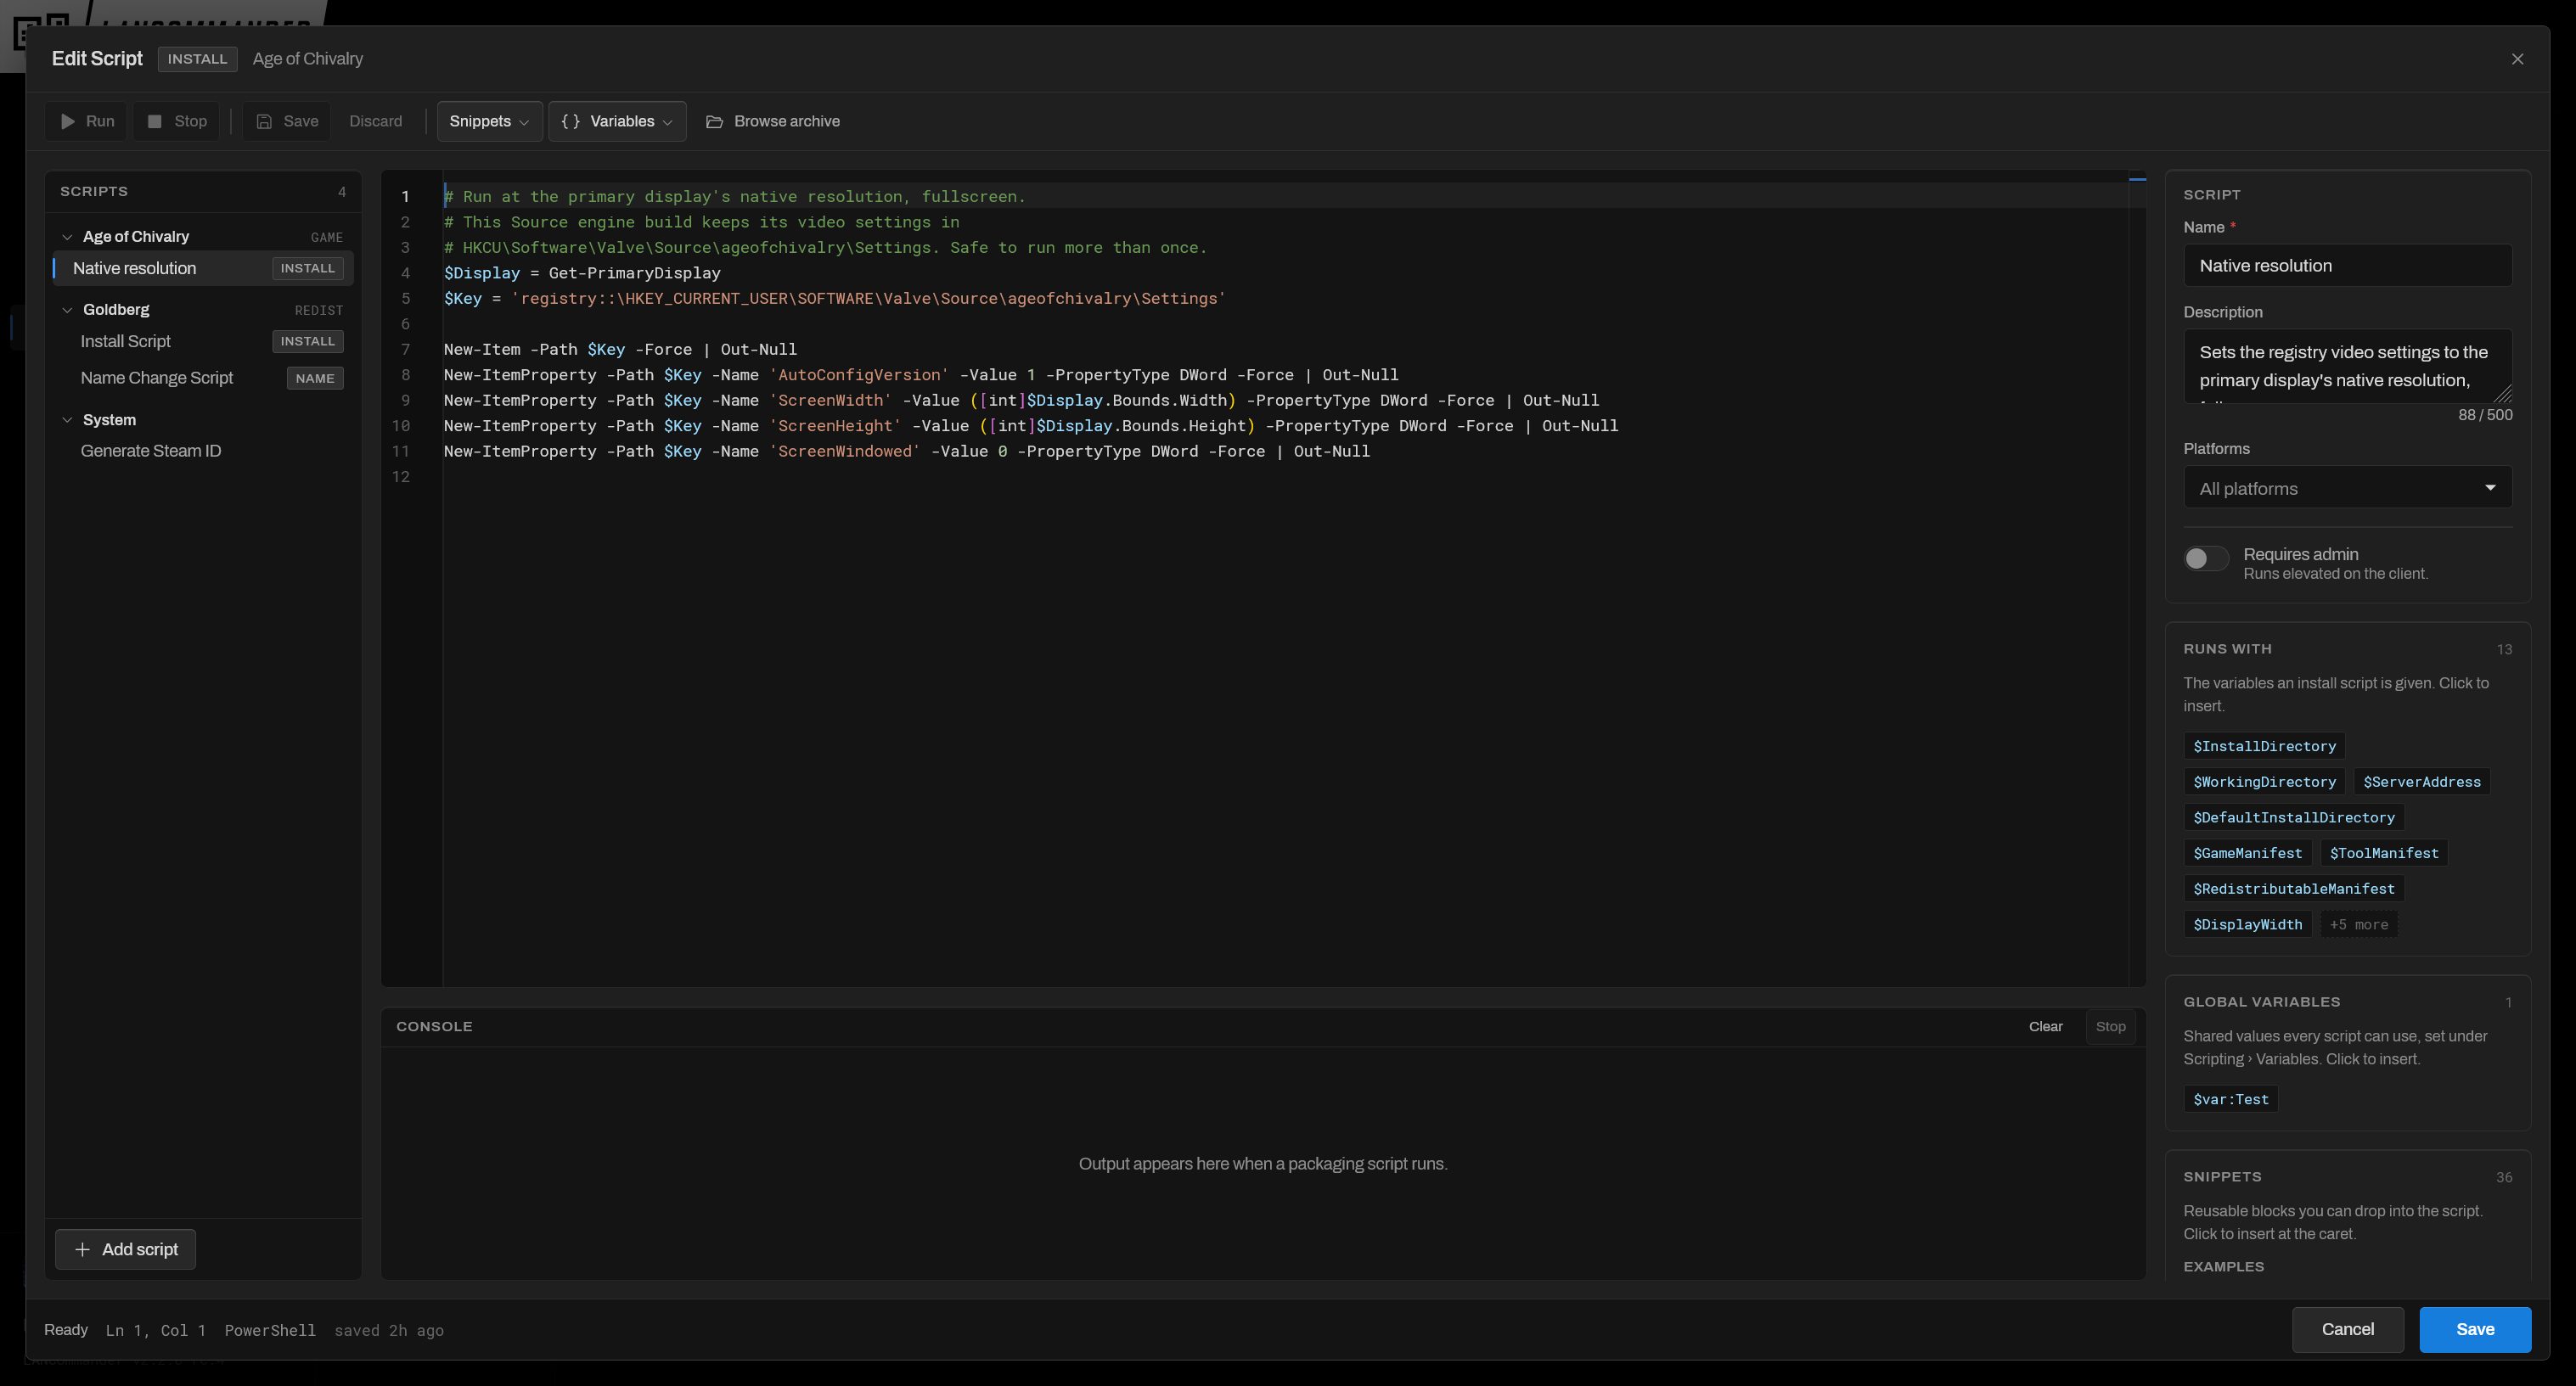 LANCOMMANDER
Edit Script INSTALL Age of Chivalry
Run Stop Save Discard Snippets { } Variables Browse archive
SCRIPTS 4
Age of Chivalry GAME
Native resolution INSTALL
Goldberg REDIST
Install Script INSTALL
Name Change Script NAME
System
Generate Steam ID
Add script
1 # Run at the primary display's native resolution, fullscreen.
2 # This Source engine build keeps its video settings in
3 # HKCU\Software\Valve\Source\ageofchivalry\Settings. Safe to run more than once.
4 $Display = Get-PrimaryDisplay
5 $Key = 'registry::\HKEY_CURRENT_USER\SOFTWARE\Valve\Source\ageofchivalry\Settings'
6
7 New-Item -Path $Key -Force | Out-Null
8 New-ItemProperty -Path $Key -Name 'AutoConfigVersion' -Value 1 -PropertyType DWord -Force | Out-Null
9 New-ItemProperty -Path $Key -Name 'ScreenWidth' -Value ([int]$Display.Bounds.Width) -PropertyType DWord -Force | Out-Null
10 New-ItemProperty -Path $Key -Name 'ScreenHeight' -Value ([int]$Display.Bounds.Height) -PropertyType DWord -Force | Out-Null
11 New-ItemProperty -Path $Key -Name 'ScreenWindowed' -Value 0 -PropertyType DWord -Force | Out-Null
12
CONSOLE Clear Stop
Output appears here when a packaging script runs.
SCRIPT
Name *
Native resolution
Description
Sets the registry video settings to the
primary display's native resolution,
88 / 500
Platforms
All platforms
Requires admin
Runs elevated on the client.
RUNS WITH 13
The variables an install script is given. Click to
insert.
$InstallDirectory
$WorkingDirectory $ServerAddress
$DefaultInstallDirectory
$GameManifest $ToolManifest
$RedistributableManifest
$DisplayWidth +5 more
GLOBAL VARIABLES 1
Shared values every script can use, set under
Scripting › Variables. Click to insert.
$var:Test
SNIPPETS 36
Reusable blocks you can drop into the script.
Click to insert at the caret.
EXAMPLES
Ready Ln 1, Col 1 PowerShell saved 2h ago
Cancel Save